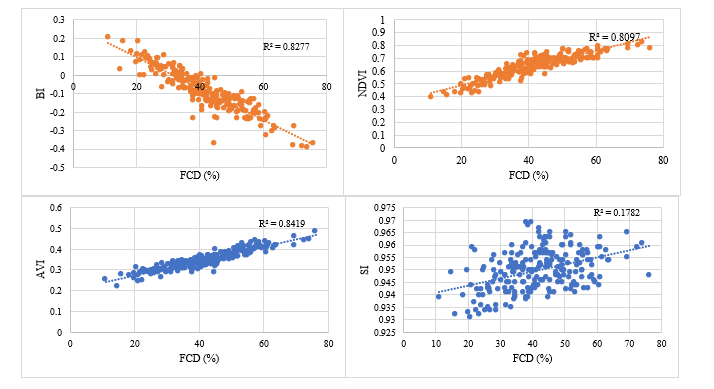 0.3
0.2
0.1
0
-0.1
-0.2
-0.3
-0.4
-0.5
0 20 40 60 80
BI
FCD (%)
R² = 0.8277
1
0.9
0.8
0.7
0.6
0.5
0.4
0.3
0.2
0.1
0
0 20 40 60 80
NDVI
FCD (%)
R² = 0.8097
0.6
0.5
0.4
0.3
0.2
0.1
0
0 20 40 60 80
AVI
FCD (%)
R² = 0.8419
0.975
0.97
0.965
0.96
0.955
0.95
0.945
0.94
0.935
0.93
0.925
0 10 20 30 40 50 60 70 80
SI
FCD (%)
R² = 0.1782